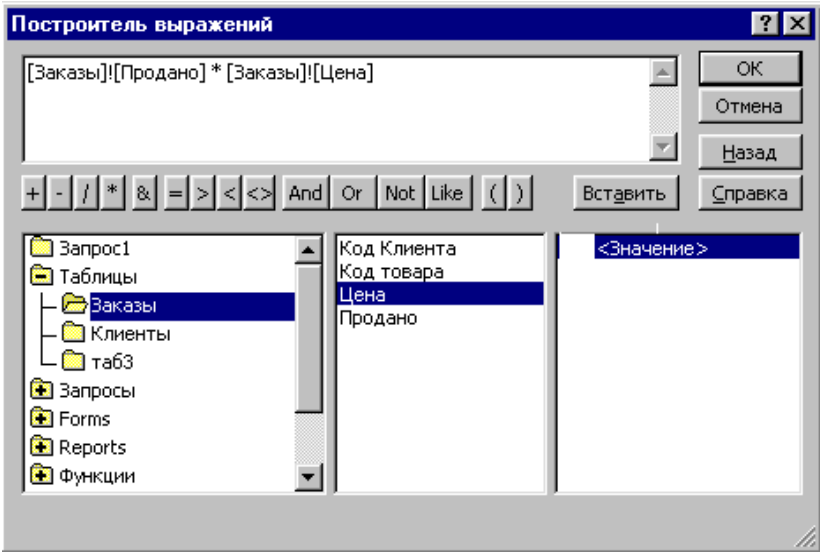 Построитель выражений
[Заказы]![Продано] * [Заказы]![Цена]
ОК
Отмена
Назад
+ - / * & = > < <> And Or Not Like ( ) Вставить Справка
Запрос1
Таблицы
Заказы
Клиенты
таб3
Запросы
Forms
Reports
Функции
Код Клиента
Код товара
Цена
Продано
<Значение>